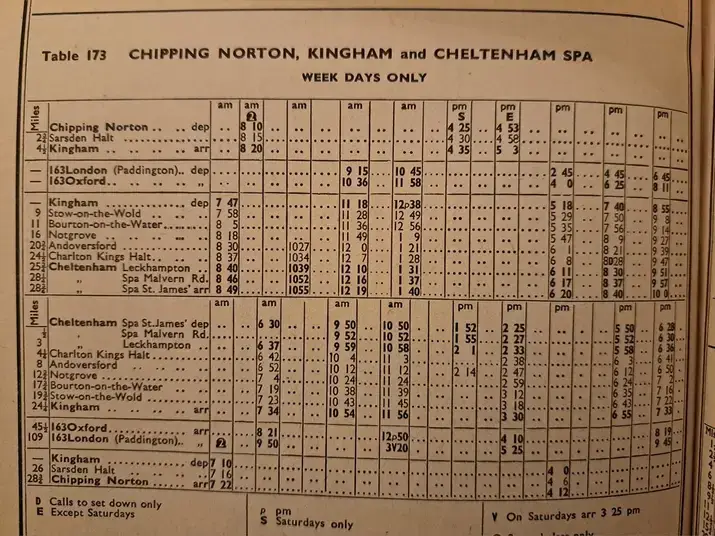 Table 173 CHIPPING NORTON, KINGHAM and CHELTENHAM SPA
WEEK DAYS ONLY
Miles am am am am am pm pm pm pm pm
2 S E
Chipping Norton .. .. dep 8 10 4 25 4 53
2¾ Sarsden Halt .. .. „ 8 15 4 30 4 58
4½ Kingham .. .. arr 8 20 4 35 5 3
— 163London (Paddington).. dep 9 15 10 45 2 45 4 45 6 45
— 163Oxford .. .. „ 10 36 11 58 4 0 6 25 8 11
— Kingham dep 7 47 11 18 12p38 5 18 7 40 8 55
9 Stow-on-the-Wold .. „ 7 58 11 28 12 49 5 29 7 50 9 8
11 Bourton-on-the-Water „ 8 5 11 36 12 56 5 35 7 56 9 14
16 Notgrove „ 8 18 11 49 1 9 5 47 8 9 9 27
20¾ Andoversford „ 8 30 1027 12 0 1 21 6 1 8 21 9 39
24½ Charlton Kings Halt .. „ 8 37 1034 12 7 1 28 6 8 8D28 9 47
25¾ Cheltenham Leckhampton „ 8 40 1039 12 10 1 31 6 11 8 30 9 51
28¼ „ Spa Malvern Rd. 8 46 1052 12 16 1 37 6 17 8 37 9 57
28¾ „ Spa St. James' arr 8 49 1055 12 19 1 40 6 20 8 40 10 0
Miles am am am am pm pm pm pm
Cheltenham Spa St.James' dep 6 30 9 50 10 50 1 52 2 25 5 50 6 28
½ „ Spa Malvern Rd. 9 52 10 52 1 55 2 27 5 52 6 30
3 „ Leckhampton „ 6 37 9 59 10 58 2 1 2 33 5 58 6 36
4¼ Charlton Kings Halt „ 6 42 10 4 11 3 2 38 6 3 6 41
8 Andoversford „ 6 52 10 12 11 12 2 14 2 47 6 12 6 50
12¾ Notgrove „ 7 4 10 24 11 24 2 59 6 24 7 2
17¾ Bourton-on-the-Water „ 7 14 10 38 11 39 3 12 6 35 7 16
19¾ Stow-on-the-Wold „ 7 23 10 43 11 45 3 18 6 43 7 22
24½ Kingham arr 7 34 10 54 11 56 3 30 6 55 7 33
45½ 163Oxford arr 8 21 12p50 4 10 8 19
109 163London (Paddington).. „ 2 9 50 3V20 5 25 9 45
— Kingham dep 7 10 4 0
26 Sarsden Halt „ 7 16 4 6
28¾ Chipping Norton arr 7 22 4 12
D Calls to set down only
E Except Saturdays
p pm
S Saturdays only
V On Saturdays arr 3 25 pm